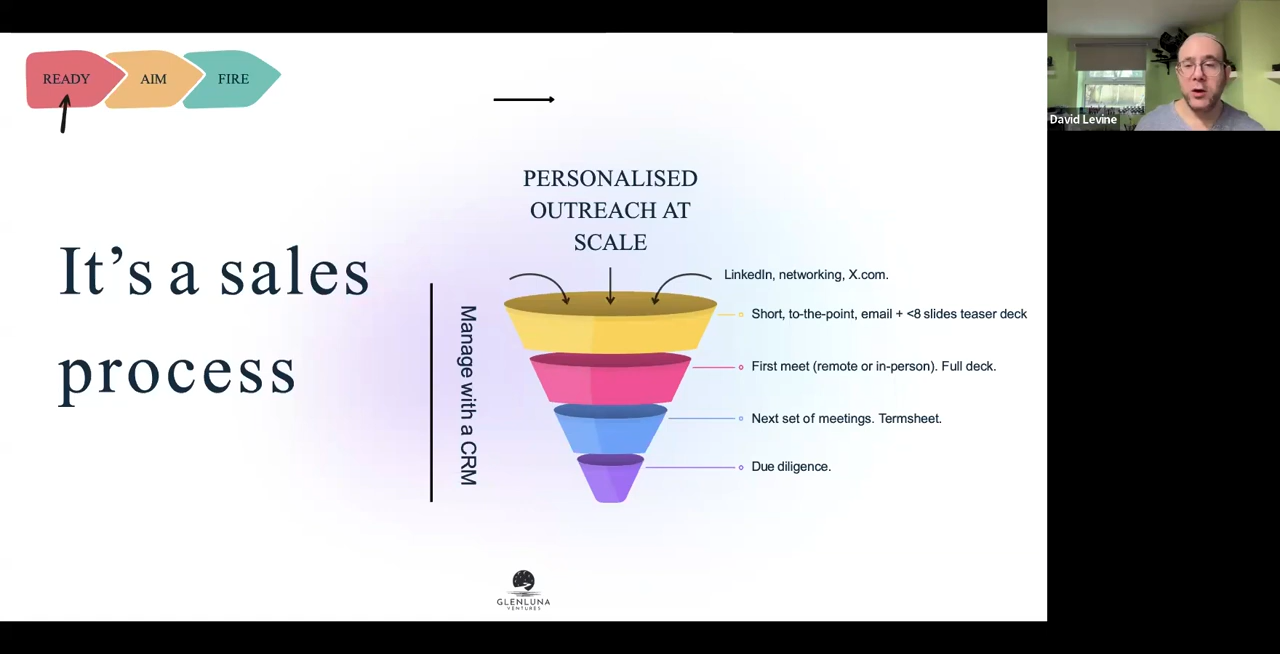 READY
AIM
FIRE
David Levine
PERSONALISED
OUTREACH AT
SCALE
It’s a sales
process
Manage with a CRM
LinkedIn, networking, X.com.
Short, to-the-point, email + <8 slides teaser deck
First meet (remote or in-person). Full deck.
Next set of meetings. Termsheet.
Due diligence.
GLENLUNA
VENTURES